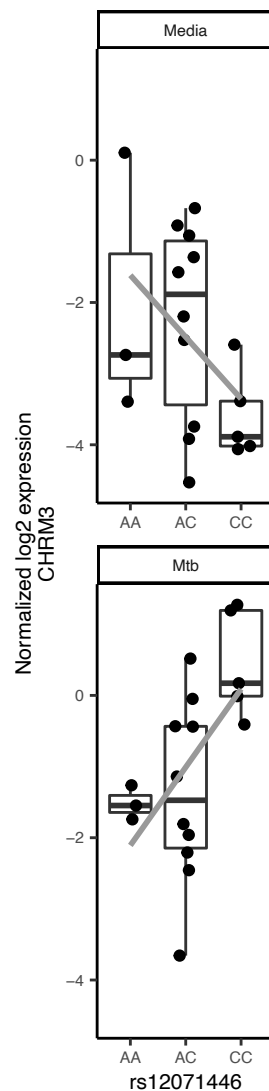 Media
0
−2
−4
AA AC CC
Normalized log2 expression
CHRM3
Mtb
0
−2
−4
AA AC CC
rs12071446